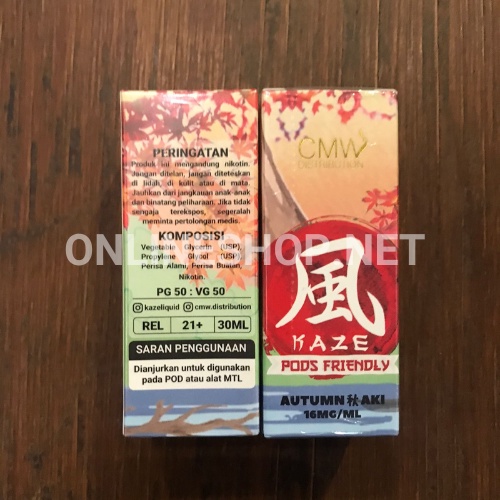 PERINGATAN
Produk ini mengandung nikotin.
Jangan ditelan, jangan diteteskan
di lidah, di kulit atau di mata.
Jauhkan dari jangkauan anak-anak
dan binatang peliharaan. Jika tidak
sengaja terekspos, segeralah
meminta pertolongan medis.
KOMPOSISI
Vegetable Glycerin (USP),
Propylene Glycol (USP),
Perisa Alami, Perisa Buatan,
Nikotin.
PG 50 : VG 50
kazeliquid cmw.distribution
REL 21+ 30ML
SARAN PENGGUNAAN
Dianjurkan untuk digunakan
pada POD atau alat MTL
CMW
DISTRIBUTION
風
KAZE
PODS FRIENDLY
AUTUMN 秋 AKI
16MG/ML